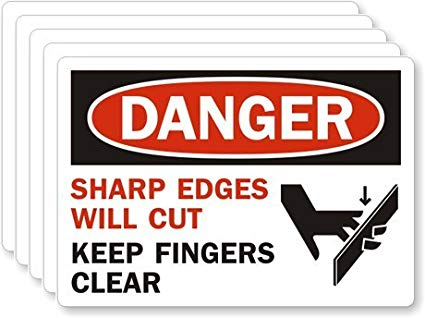 DANGER
SHARP EDGES
WILL CUT
KEEP FINGERS
CLEAR